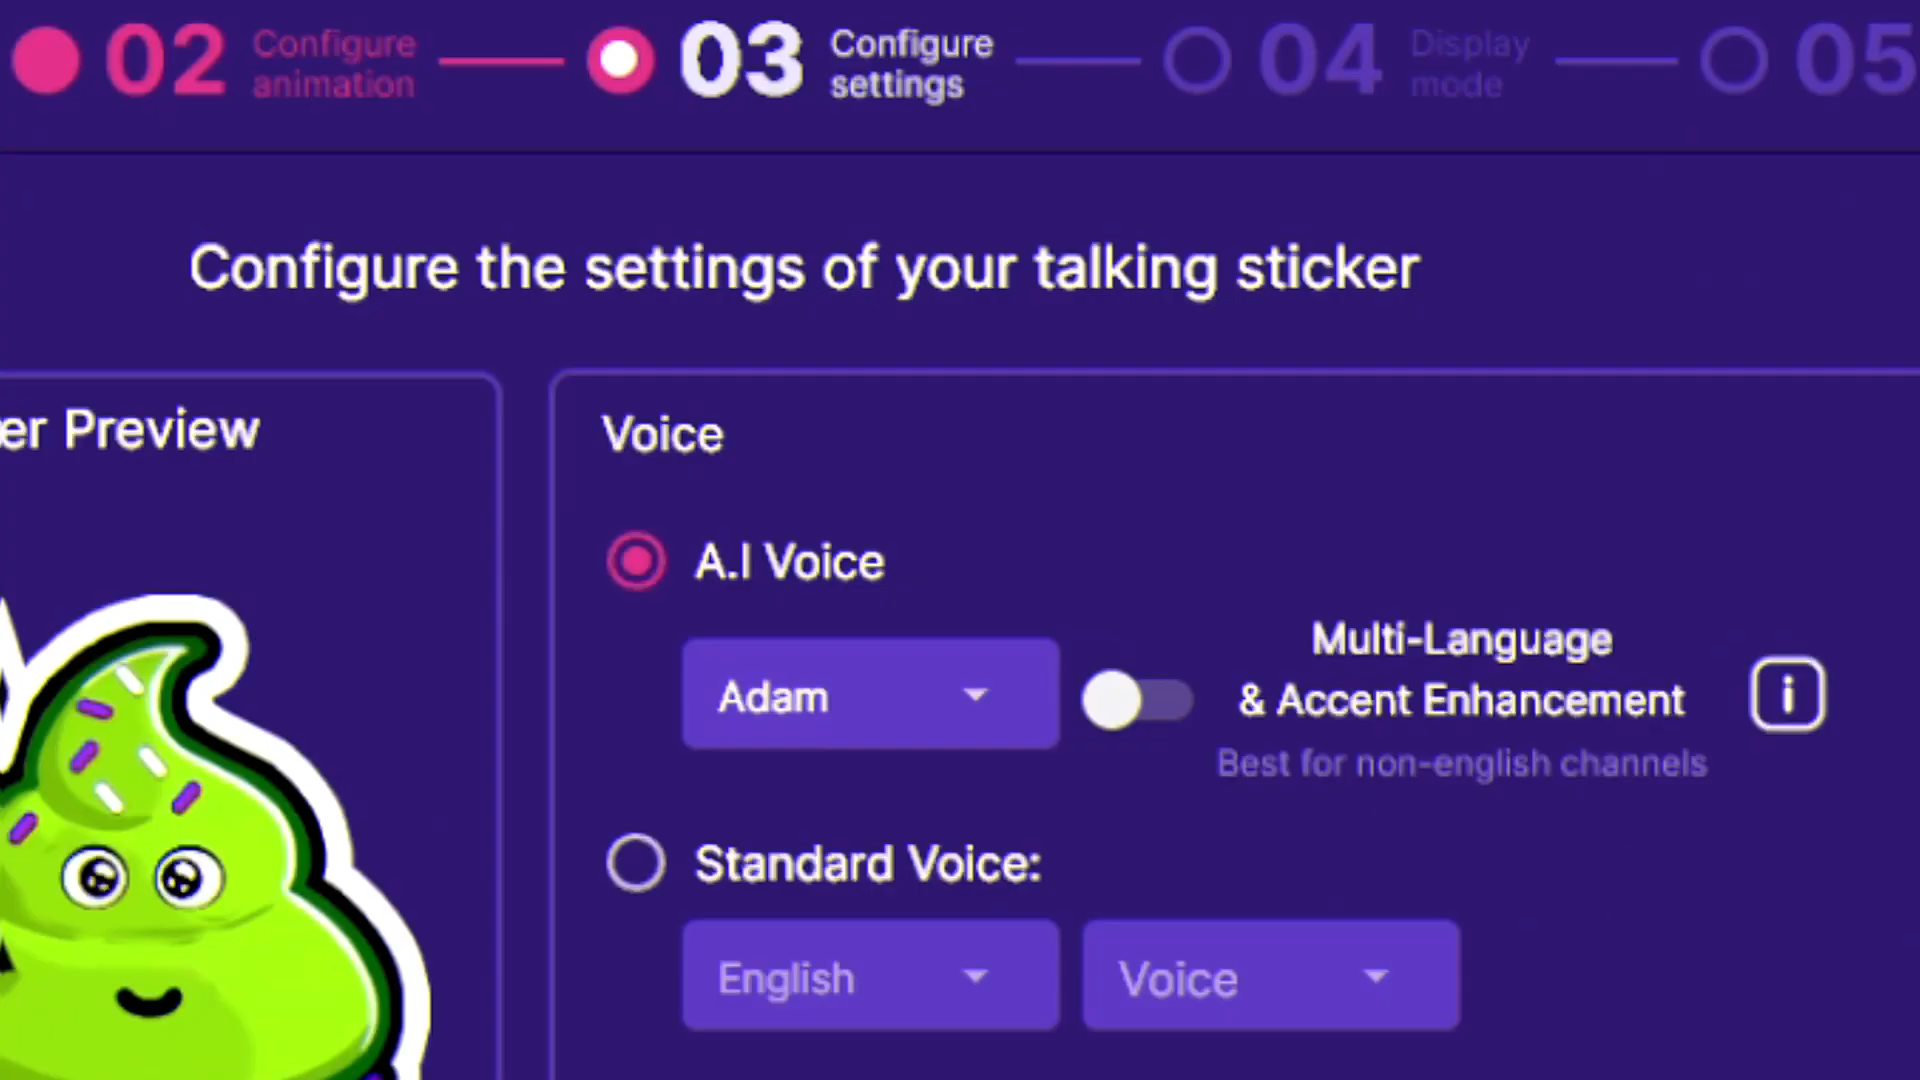 02 Configure animation
03 Configure settings
04 Display mode
05
Configure the settings of your talking sticker
er Preview
Voice
A.I Voice
Adam
Multi-Language
& Accent Enhancement
Best for non-english channels
Standard Voice:
English
Voice